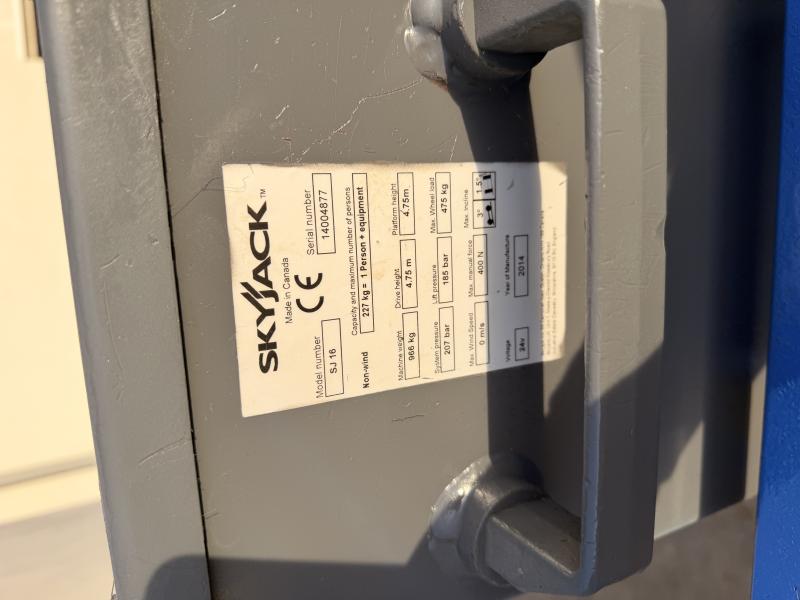 SKYJACK™
Made in Canada
CE
Model number Serial number
SJ 16 14004877
Capacity and maximum number of persons
Non-wind 227 kg = 1 Person + equipment
Machine weight Drive height Platform height
966 kg 4.75 m 4.75m
System pressure Lift pressure Max. Wheel load
207 bar 185 bar 475 kg
Max. Wind Speed Max. manual force Max. Incline
0 m/s 400 N 3° 1.5°
Voltage Year of Manufacture
24v 2014